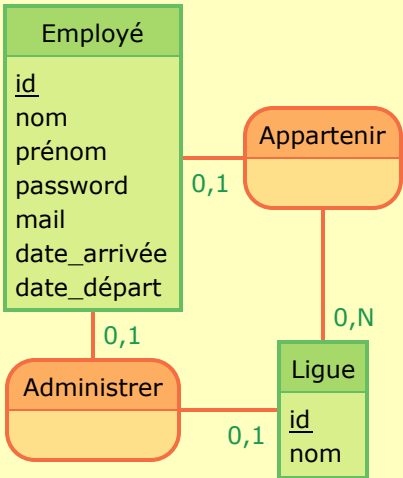 Employé
id
nom
prénom
password
mail
date_arrivée
date_départ
Appartenir
0,1
0,N
0,1
Administrer
0,1
Ligue
id
nom